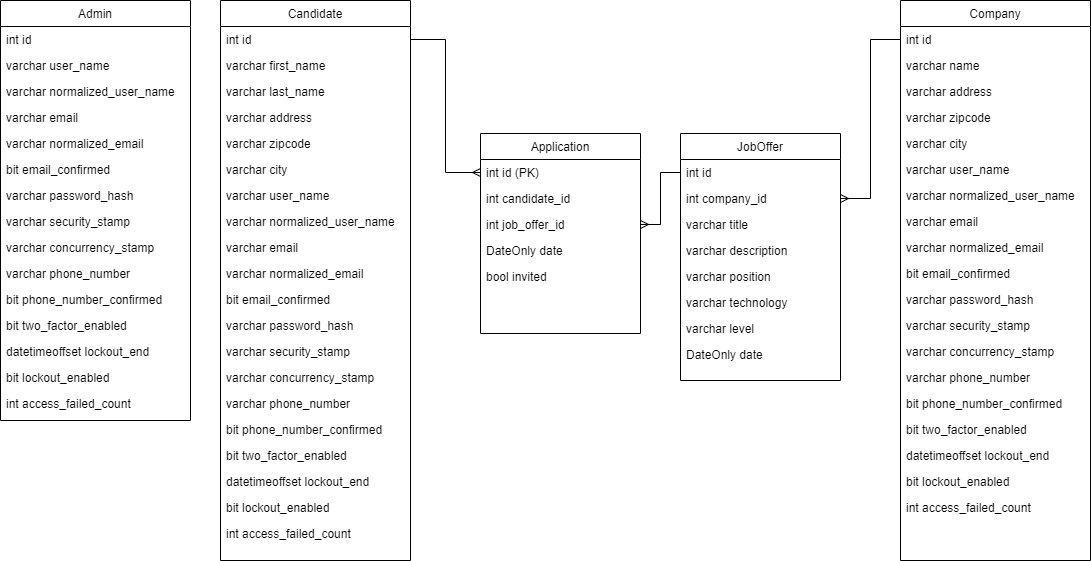 Admin
int id
varchar user_name
varchar normalized_user_name
varchar email
varchar normalized_email
bit email_confirmed
varchar password_hash
varchar security_stamp
varchar concurrency_stamp
varchar phone_number
bit phone_number_confirmed
bit two_factor_enabled
datetimeoffset lockout_end
bit lockout_enabled
int access_failed_count
Candidate
int id
varchar first_name
varchar last_name
varchar address
varchar zipcode
varchar city
varchar user_name
varchar normalized_user_name
varchar email
varchar normalized_email
bit email_confirmed
varchar password_hash
varchar security_stamp
varchar concurrency_stamp
varchar phone_number
bit phone_number_confirmed
bit two_factor_enabled
datetimeoffset lockout_end
bit lockout_enabled
int access_failed_count
Application
int id (PK)
int candidate_id
int job_offer_id
DateOnly date
bool invited
JobOffer
int id
int company_id
varchar title
varchar description
varchar position
varchar technology
varchar level
DateOnly date
Company
int id
varchar name
varchar address
varchar zipcode
varchar city
varchar user_name
varchar normalized_user_name
varchar email
varchar normalized_email
bit email_confirmed
varchar password_hash
varchar security_stamp
varchar concurrency_stamp
varchar phone_number
bit phone_number_confirmed
bit two_factor_enabled
datetimeoffset lockout_end
bit lockout_enabled
int access_failed_count